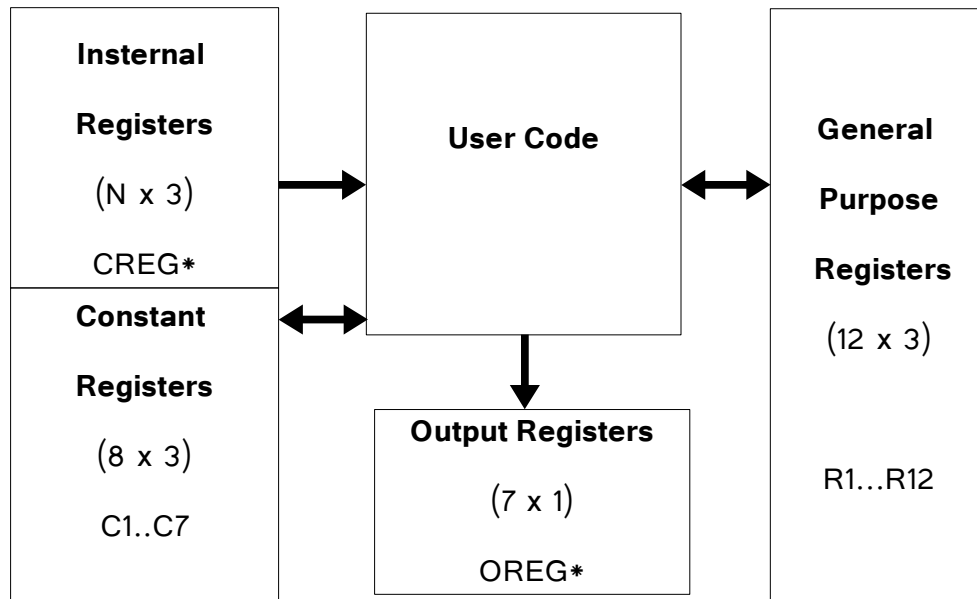 Insternal
Registers
(N x 3)
CREG*
Constant
Registers
(8 x 3)
C1..C7
User Code
Output Registers
(7 x 1)
OREG*
General
Purpose
Registers
(12 x 3)
R1...R12